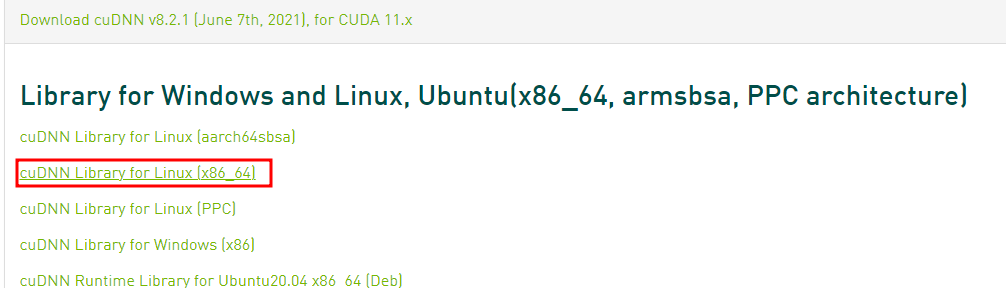 Download cuDNN v8.2.1 (June 7th, 2021), for CUDA 11.x
Library for Windows and Linux, Ubuntu(x86_64, armsbsa, PPC architecture)
cuDNN Library for Linux (aarch64sbsa)
cuDNN Library for Linux (x86_64)
cuDNN Library for Linux (PPC)
cuDNN Library for Windows (x86)
cuDNN Runtime Library for Ubuntu20.04 x86_64 (Deb)